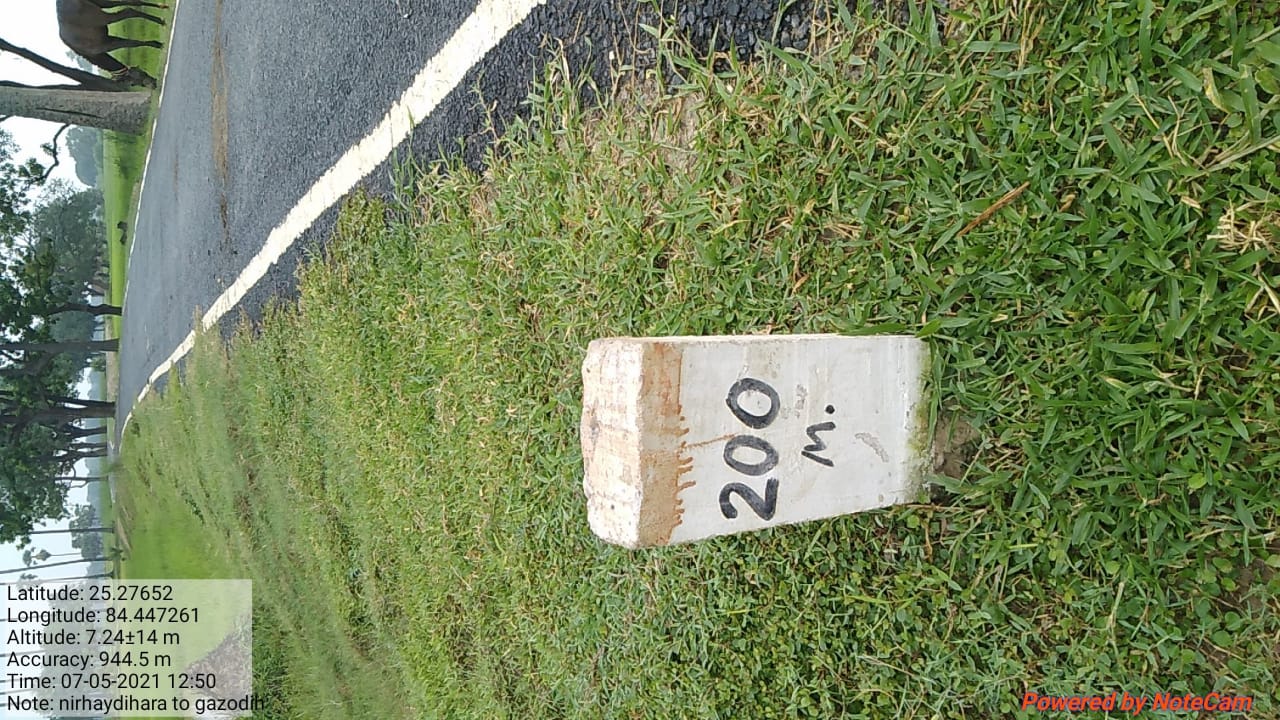 200
M.
Latitude: 25.27652
Longitude: 84.447261
Altitude: 7.24±14 m
Accuracy: 944.5 m
Time: 07-05-2021 12:50
Note: nirhaydihara to gazodih
Powered by NoteCam